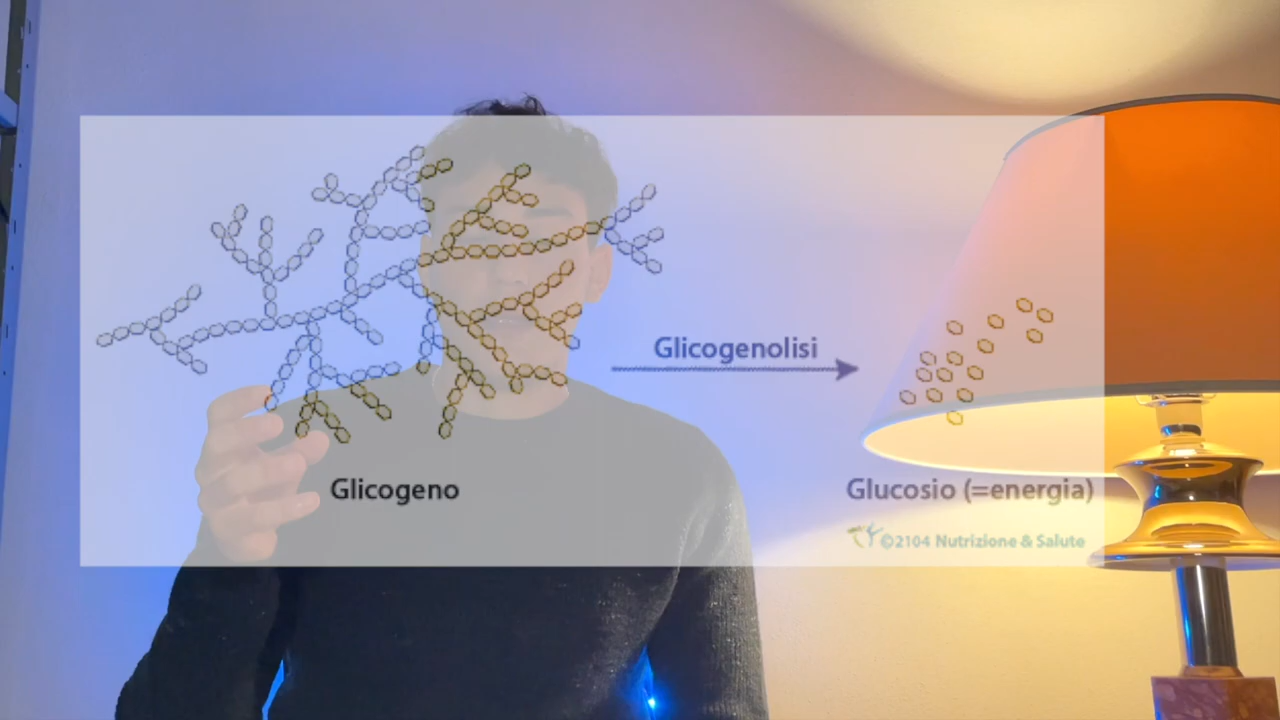 Glicogenolisi
Glicogeno
Glucosio (=energia)
©2104 Nutrizione & Salute